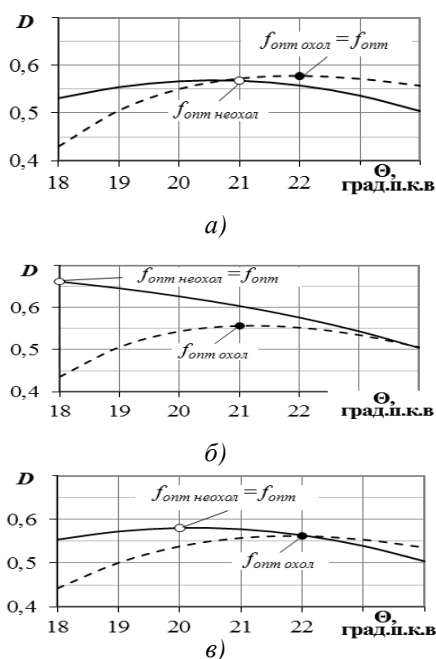 D
f опт охол = f опт
0,6
0,5
f опт неохол
0,4
Θ,
18 19 20 21 22 град.п.к.в
а)
D
f опт неохол = f опт
0,6
0,5
f опт охол
0,4
Θ,
18 19 20 21 22 град.п.к.в
б)
D
f опт неохол = f опт
0,6
0,5
f опт охол
0,4
Θ,
18 19 20 21 22 град.п.к.в
в)